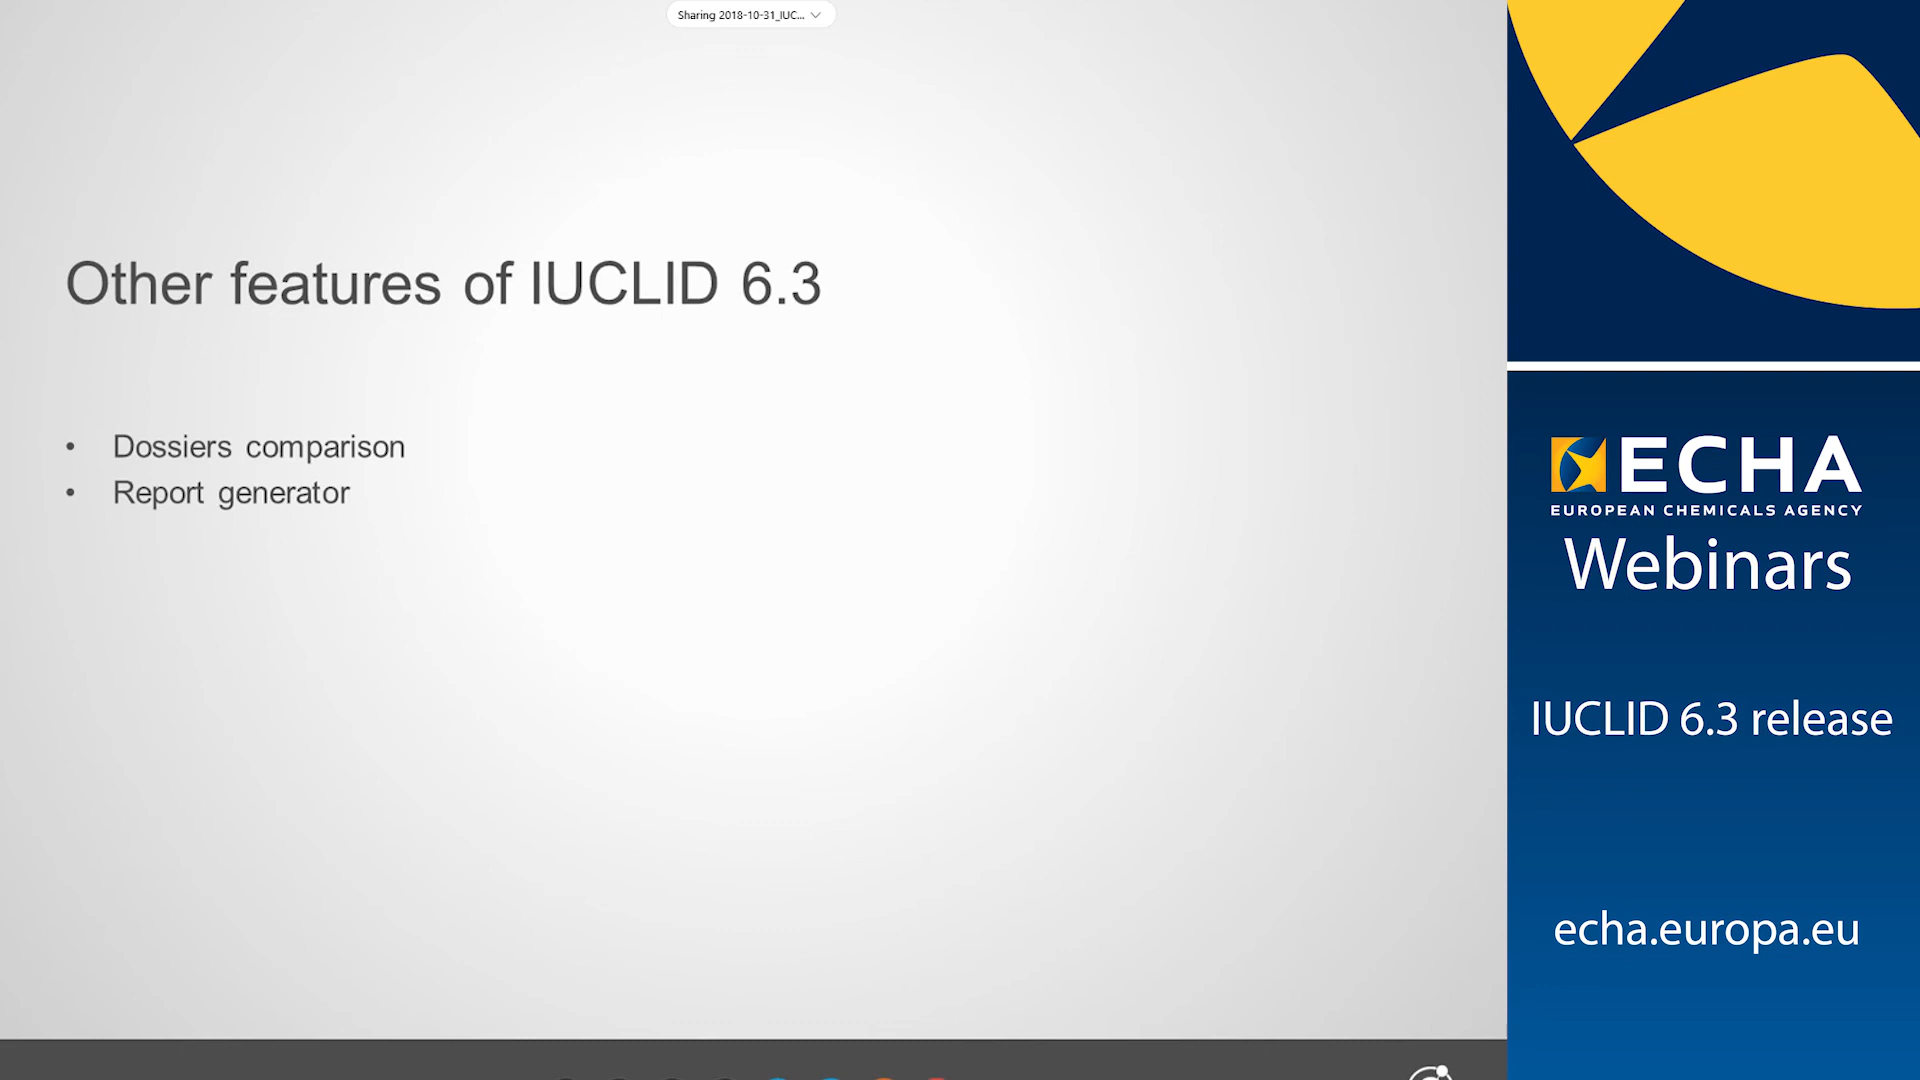 Sharing 2018-10-31_IUC...
Other features of IUCLID 6.3
• Dossiers comparison
• Report generator
ECHA
EUROPEAN CHEMICALS AGENCY
Webinars
IUCLID 6.3 release
echa.europa.eu